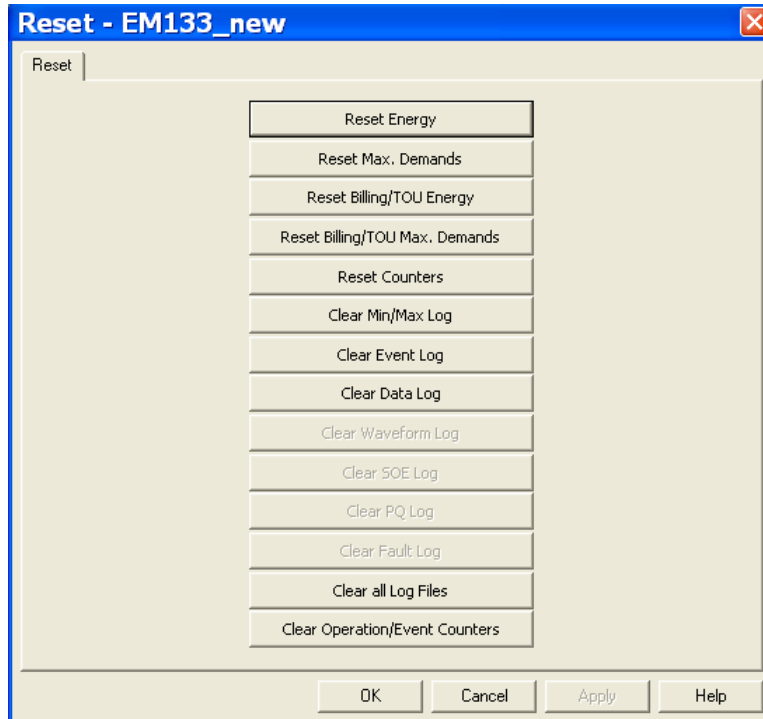 Reset - EM133_new
Reset
Reset Energy
Reset Max. Demands
Reset Billing/TOU Energy
Reset Billing/TOU Max. Demands
Reset Counters
Clear Min/Max Log
Clear Event Log
Clear Data Log
Clear Waveform Log
Clear SOE Log
Clear PQ Log
Clear Fault Log
Clear all Log Files
Clear Operation/Event Counters
OK Cancel Apply Help